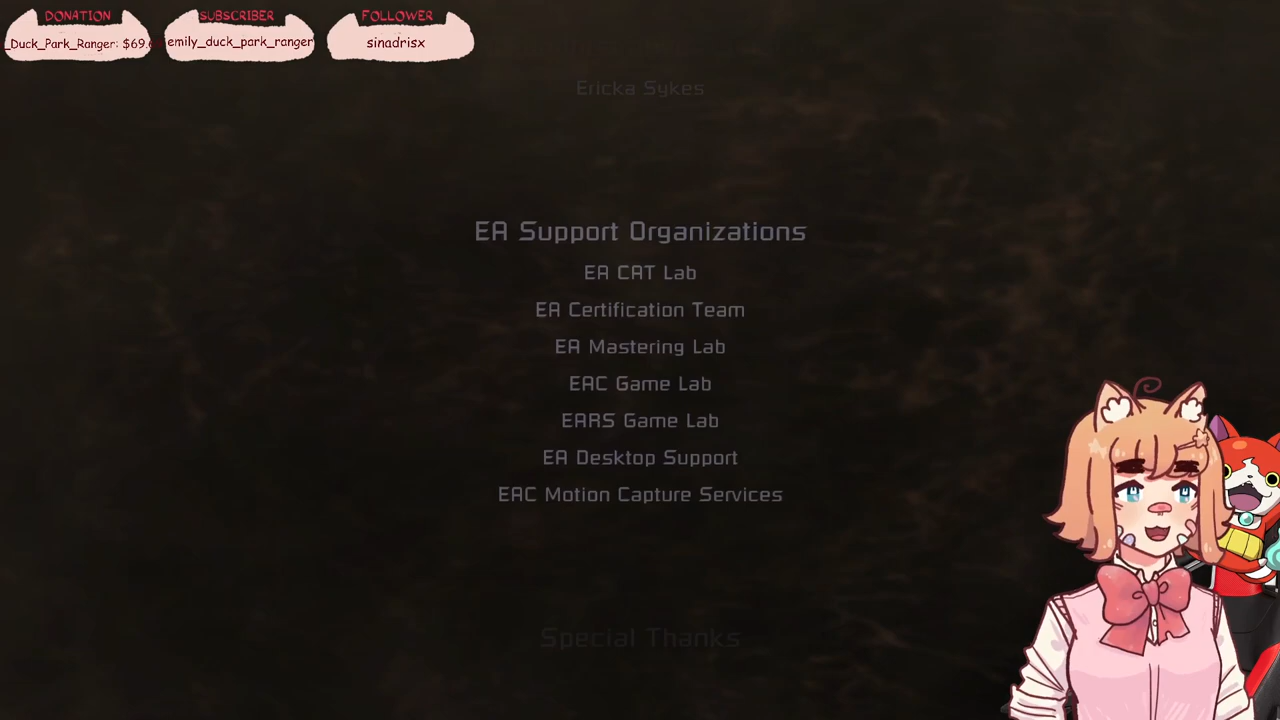 DONATION
SUBSCRIBER
FOLLOWER
_Duck_Park_Ranger: $69.
emily_duck_park_ranger
sinadrisx
Ericka Sykes
EA Support Organizations
EA CAT Lab
EA Certification Team
EA Mastering Lab
EAC Game Lab
EARS Game Lab
EA Desktop Support
EAC Motion Capture Services
Special Thanks